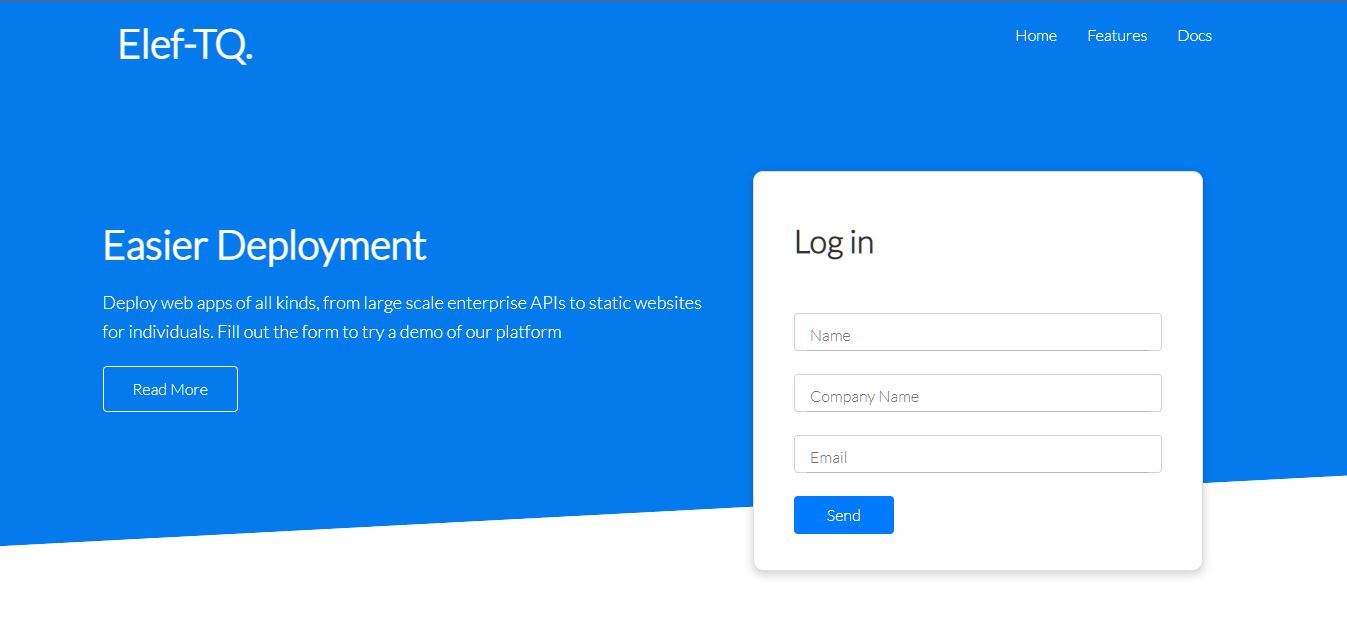 Elef-TQ.
Home Features Docs
Easier Deployment
Deploy web apps of all kinds, from large scale enterprise APIs to static websites
for individuals. Fill out the form to try a demo of our platform
Read More
Log in
Name
Company Name
Email
Send